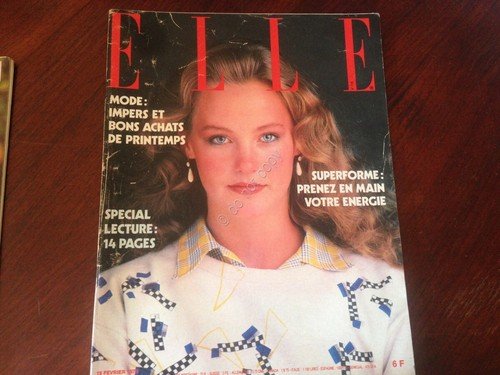 ELLE
MODE:
IMPERS ET
BONS ACHATS
DE PRINTEMPS
SUPERFORME:
PRENEZ EN MAIN
VOTRE ENERGIE
SPECIAL
LECTURE:
14 PAGES
FEVRIER
6 F